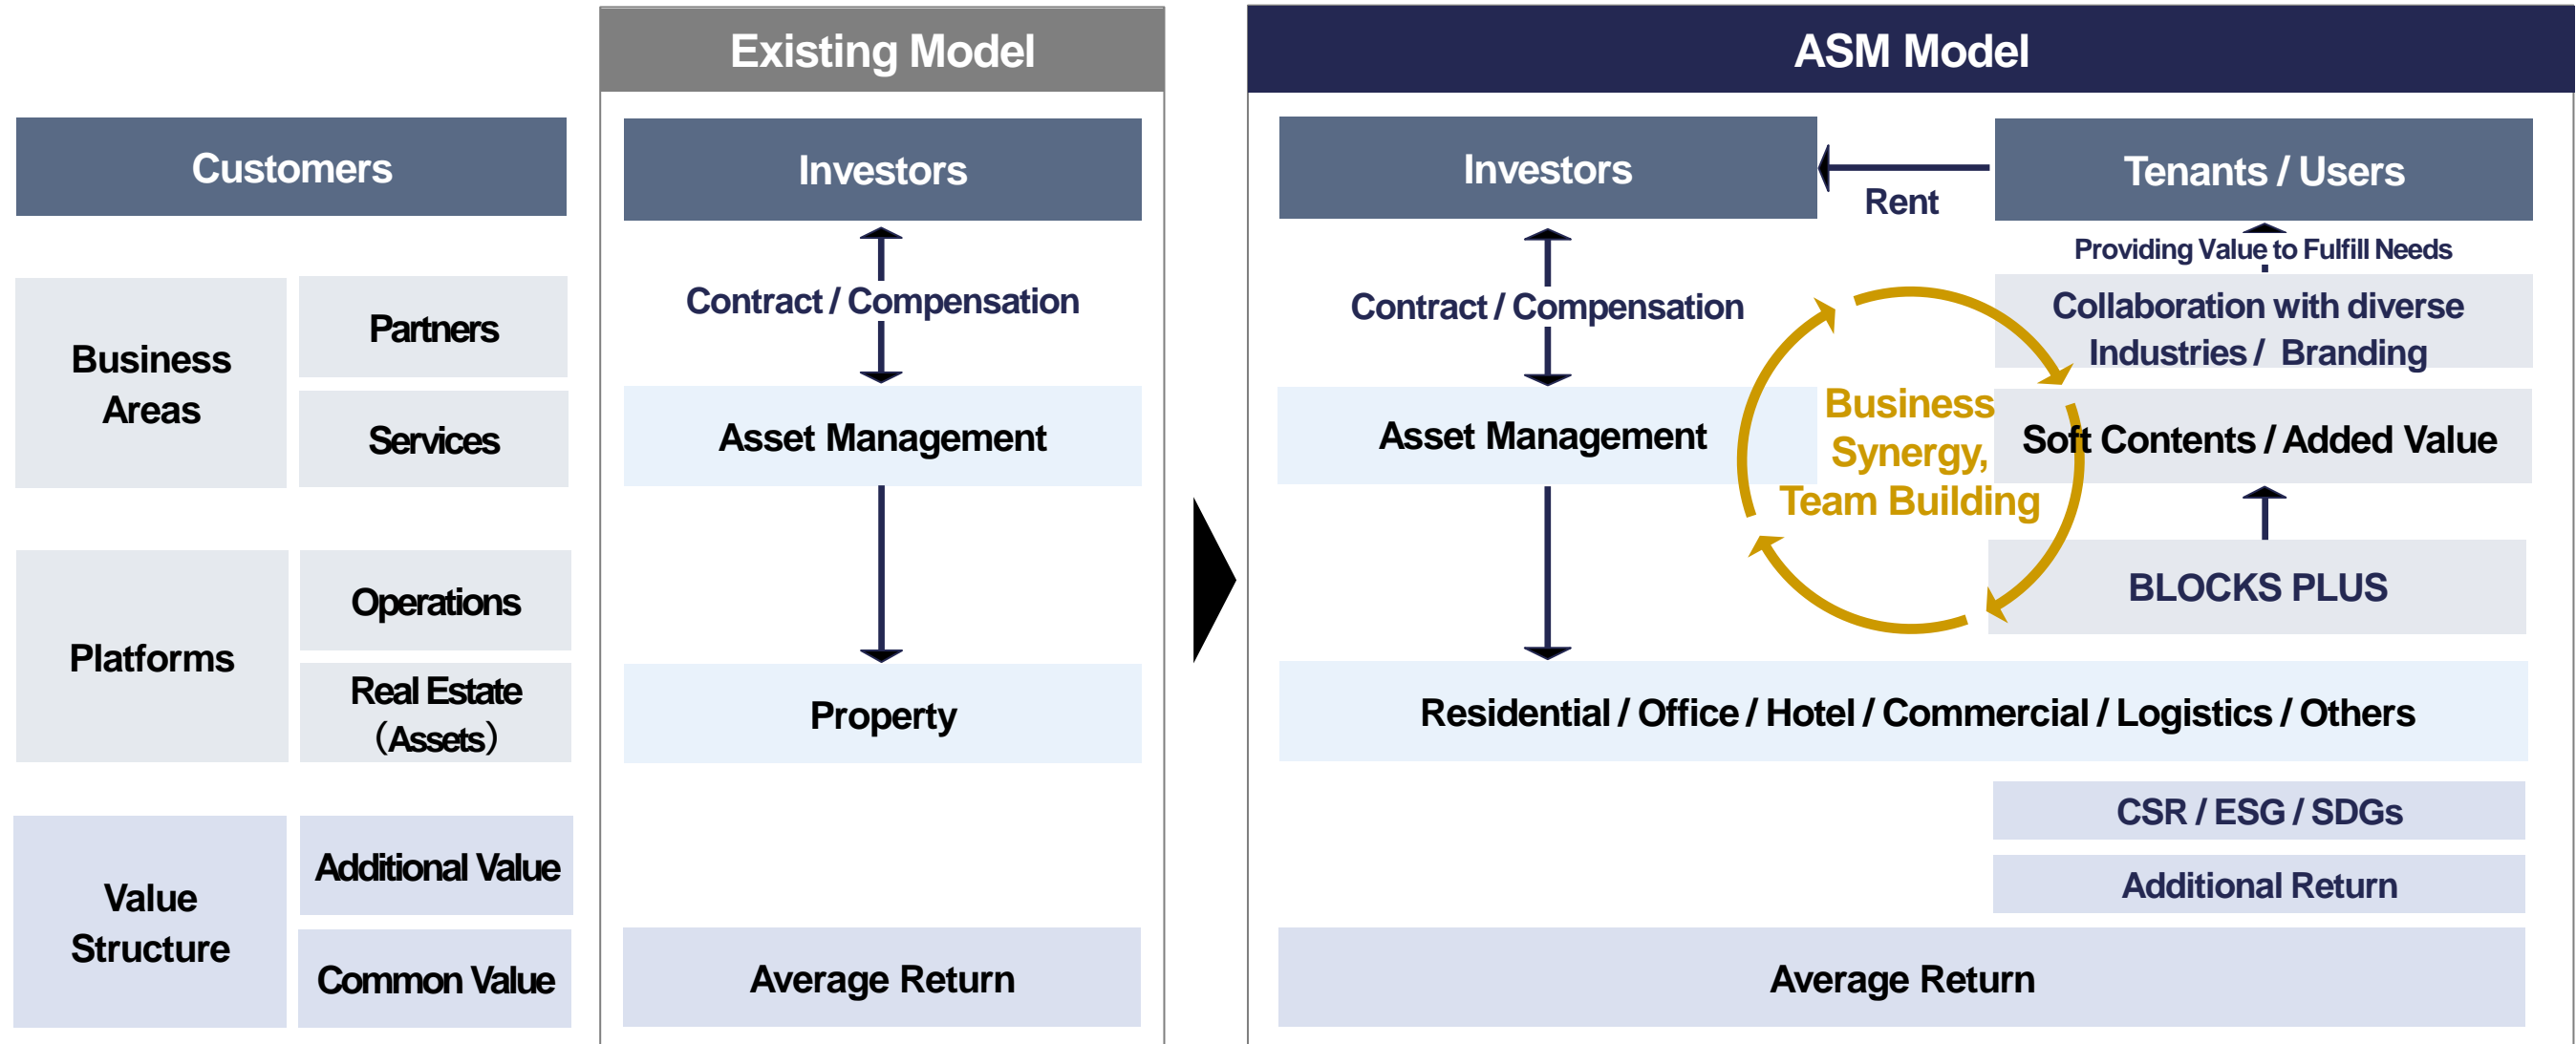 Existing Model
ASM Model
Customers
Investors
Investors
Tenants / Users
Rent
Providing Value to Fulfill Needs
Business
Areas
Partners
Contract / Compensation
Contract / Compensation
Collaboration with diverse
Industries /  Branding
Services
Asset Management
Asset Management
Business
Synergy,
Team Building
Soft Contents / Added Value
Platforms
Operations
BLOCKS PLUS
Real Estate
（Assets）
Property
Residential / Office / Hotel / Commercial / Logistics / Others
CSR / ESG / SDGs
Value
Structure
Additional Value
Additional Return
Common Value
Average Return
Average Return